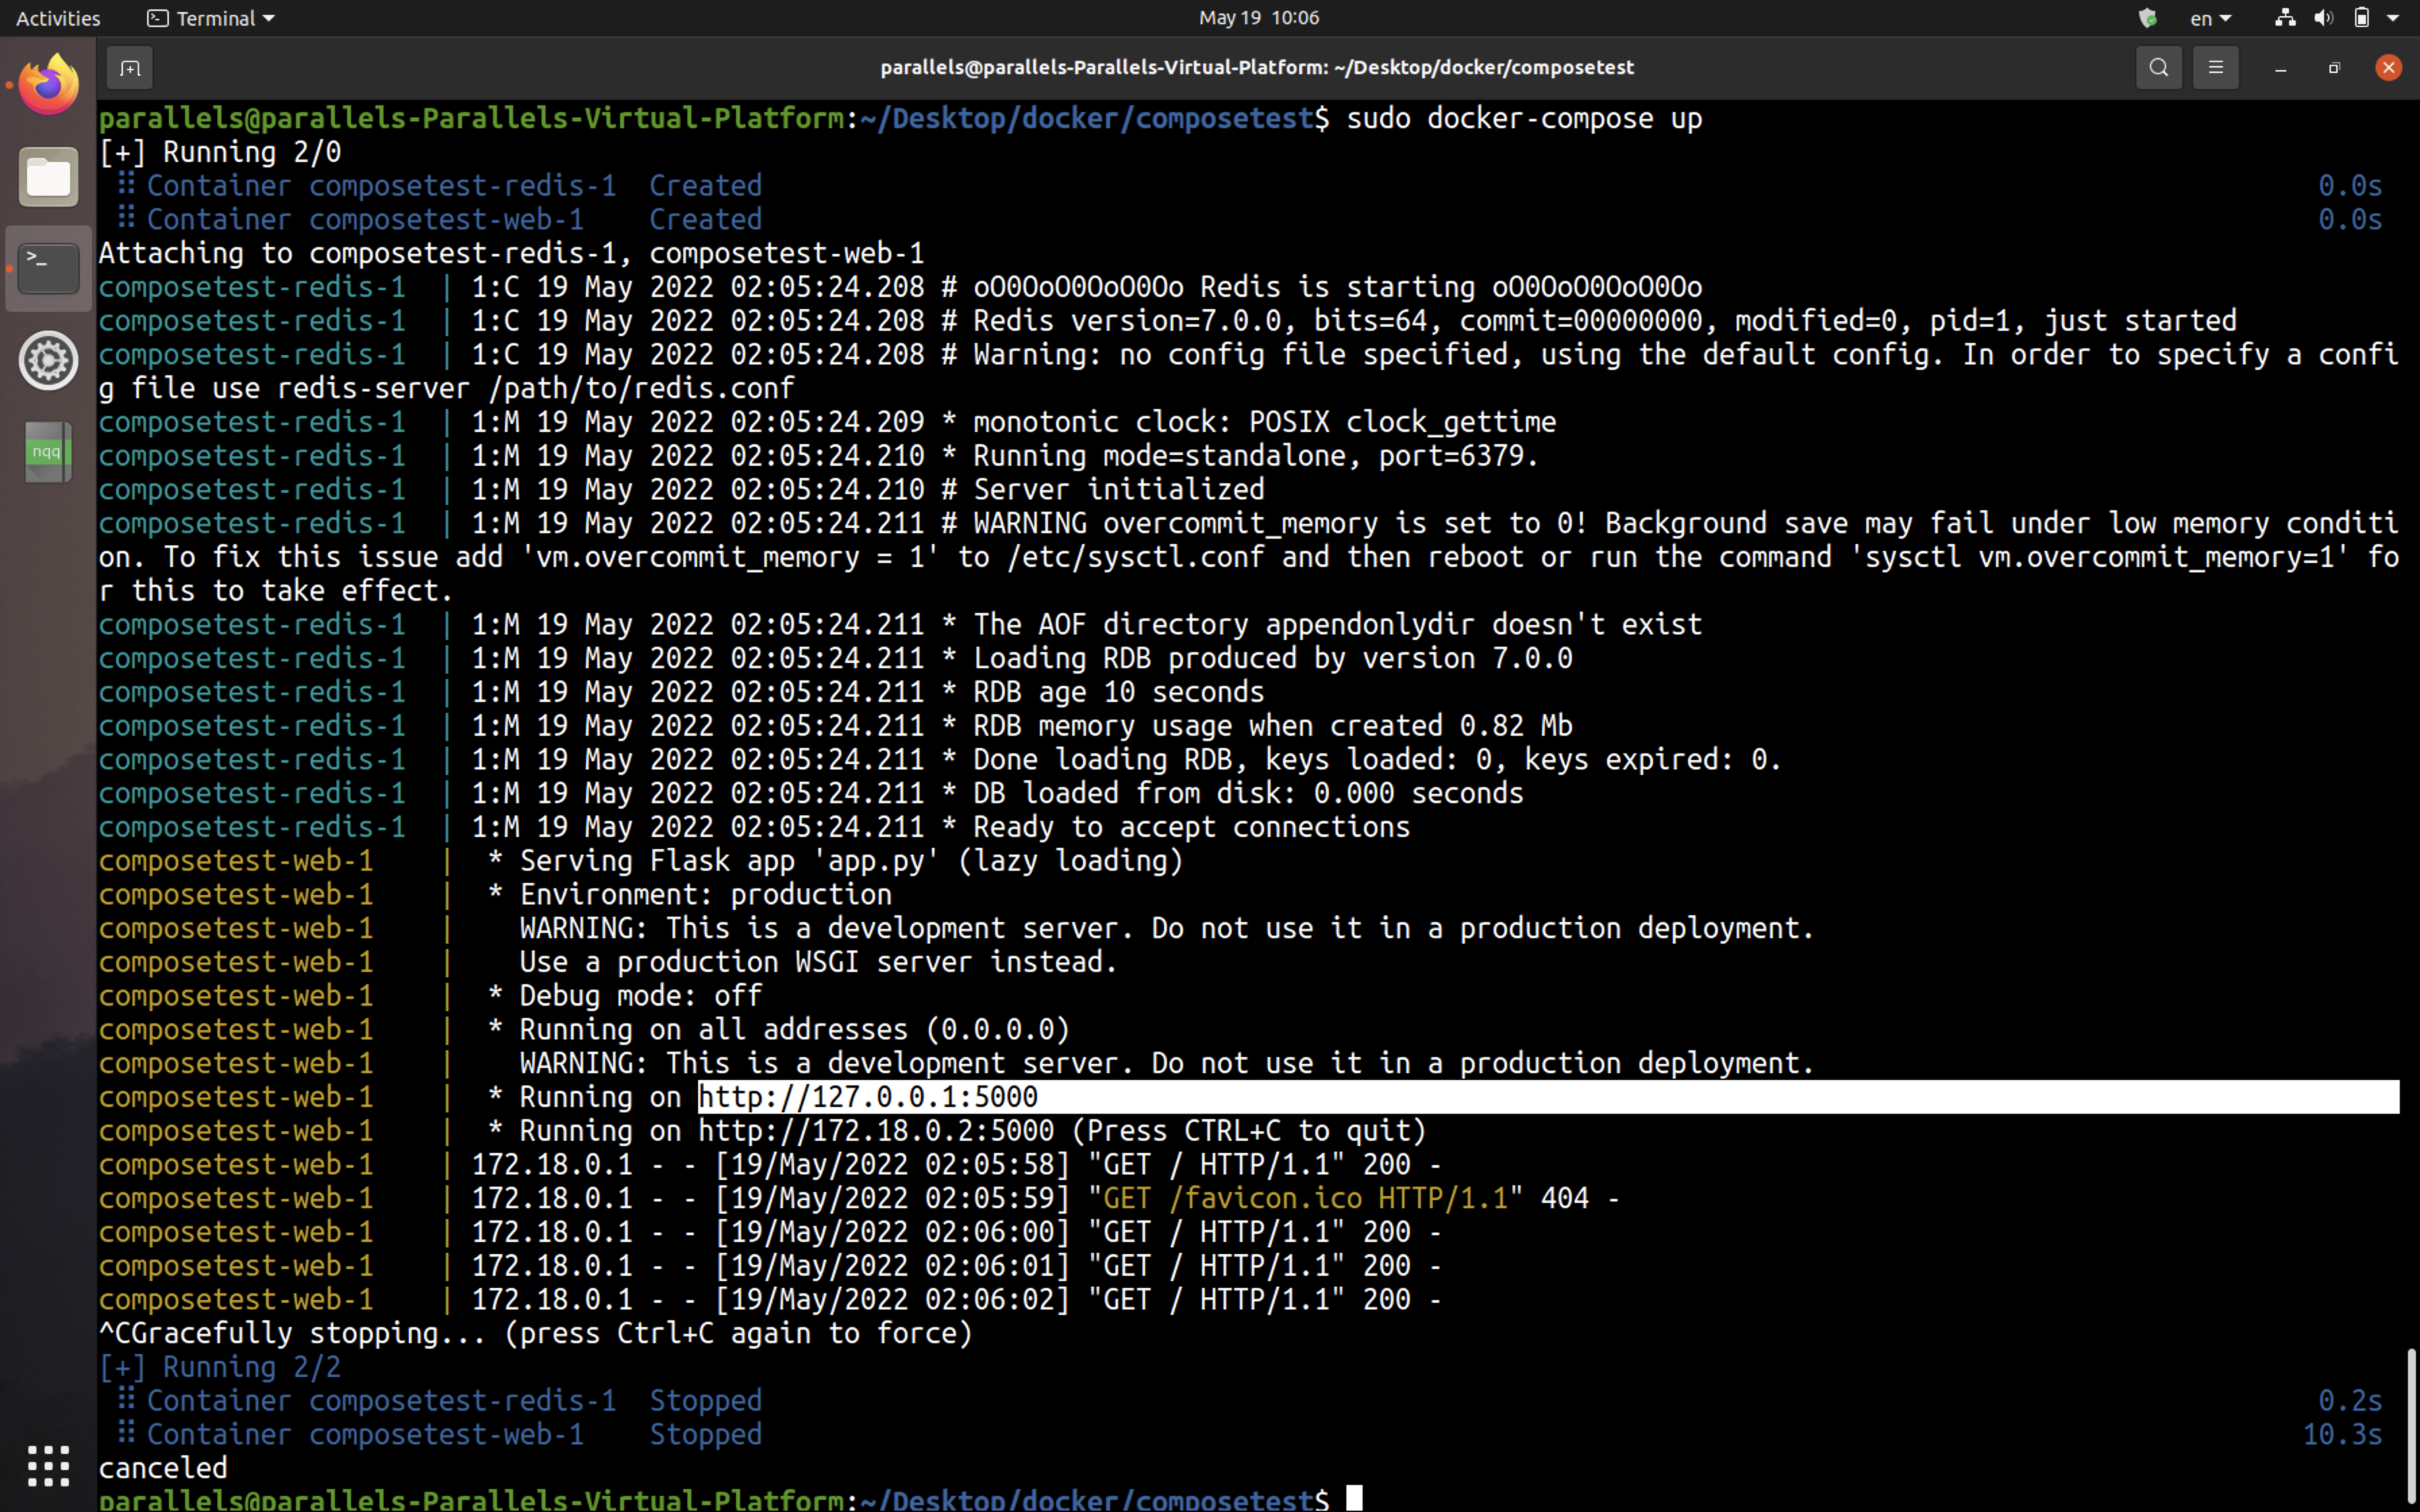 Activities Terminal May 19 10:06 en
parallels@parallels-Parallels-Virtual-Platform: ~/Desktop/docker/composetest
parallels@parallels-Parallels-Virtual-Platform:~/Desktop/docker/composetest$ sudo docker-compose up
[+] Running 2/0
⠿ Container composetest-redis-1 Created 0.0s
⠿ Container composetest-web-1 Created 0.0s
Attaching to composetest-redis-1, composetest-web-1
composetest-redis-1 | 1:C 19 May 2022 02:05:24.208 # oO0OoO0OoO0Oo Redis is starting oO0OoO0OoO0Oo
composetest-redis-1 | 1:C 19 May 2022 02:05:24.208 # Redis version=7.0.0, bits=64, commit=00000000, modified=0, pid=1, just started
composetest-redis-1 | 1:C 19 May 2022 02:05:24.208 # Warning: no config file specified, using the default config. In order to specify a confi
g file use redis-server /path/to/redis.conf
composetest-redis-1 | 1:M 19 May 2022 02:05:24.209 * monotonic clock: POSIX clock_gettime
composetest-redis-1 | 1:M 19 May 2022 02:05:24.210 * Running mode=standalone, port=6379.
composetest-redis-1 | 1:M 19 May 2022 02:05:24.210 # Server initialized
composetest-redis-1 | 1:M 19 May 2022 02:05:24.211 # WARNING overcommit_memory is set to 0! Background save may fail under low memory conditi
on. To fix this issue add 'vm.overcommit_memory = 1' to /etc/sysctl.conf and then reboot or run the command 'sysctl vm.overcommit_memory=1' fo
r this to take effect.
composetest-redis-1 | 1:M 19 May 2022 02:05:24.211 * The AOF directory appendonlydir doesn't exist
composetest-redis-1 | 1:M 19 May 2022 02:05:24.211 * Loading RDB produced by version 7.0.0
composetest-redis-1 | 1:M 19 May 2022 02:05:24.211 * RDB age 10 seconds
composetest-redis-1 | 1:M 19 May 2022 02:05:24.211 * RDB memory usage when created 0.82 Mb
composetest-redis-1 | 1:M 19 May 2022 02:05:24.211 * Done loading RDB, keys loaded: 0, keys expired: 0.
composetest-redis-1 | 1:M 19 May 2022 02:05:24.211 * DB loaded from disk: 0.000 seconds
composetest-redis-1 | 1:M 19 May 2022 02:05:24.211 * Ready to accept connections
composetest-web-1 | * Serving Flask app 'app.py' (lazy loading)
composetest-web-1 | * Environment: production
composetest-web-1 | WARNING: This is a development server. Do not use it in a production deployment.
composetest-web-1 | Use a production WSGI server instead.
composetest-web-1 | * Debug mode: off
composetest-web-1 | * Running on all addresses (0.0.0.0)
composetest-web-1 | WARNING: This is a development server. Do not use it in a production deployment.
composetest-web-1 | * Running on http://127.0.0.1:5000
composetest-web-1 | * Running on http://172.18.0.2:5000 (Press CTRL+C to quit)
composetest-web-1 | 172.18.0.1 - - [19/May/2022 02:05:58] "GET / HTTP/1.1" 200 -
composetest-web-1 | 172.18.0.1 - - [19/May/2022 02:05:59] "GET /favicon.ico HTTP/1.1" 404 -
composetest-web-1 | 172.18.0.1 - - [19/May/2022 02:06:00] "GET / HTTP/1.1" 200 -
composetest-web-1 | 172.18.0.1 - - [19/May/2022 02:06:01] "GET / HTTP/1.1" 200 -
composetest-web-1 | 172.18.0.1 - - [19/May/2022 02:06:02] "GET / HTTP/1.1" 200 -
^CGracefully stopping... (press Ctrl+C again to force)
[+] Running 2/2
⠿ Container composetest-redis-1 Stopped 0.2s
⠿ Container composetest-web-1 Stopped 10.3s
canceled
parallels@parallels-Parallels-Virtual-Platform:~/Desktop/docker/composetest$
nqq